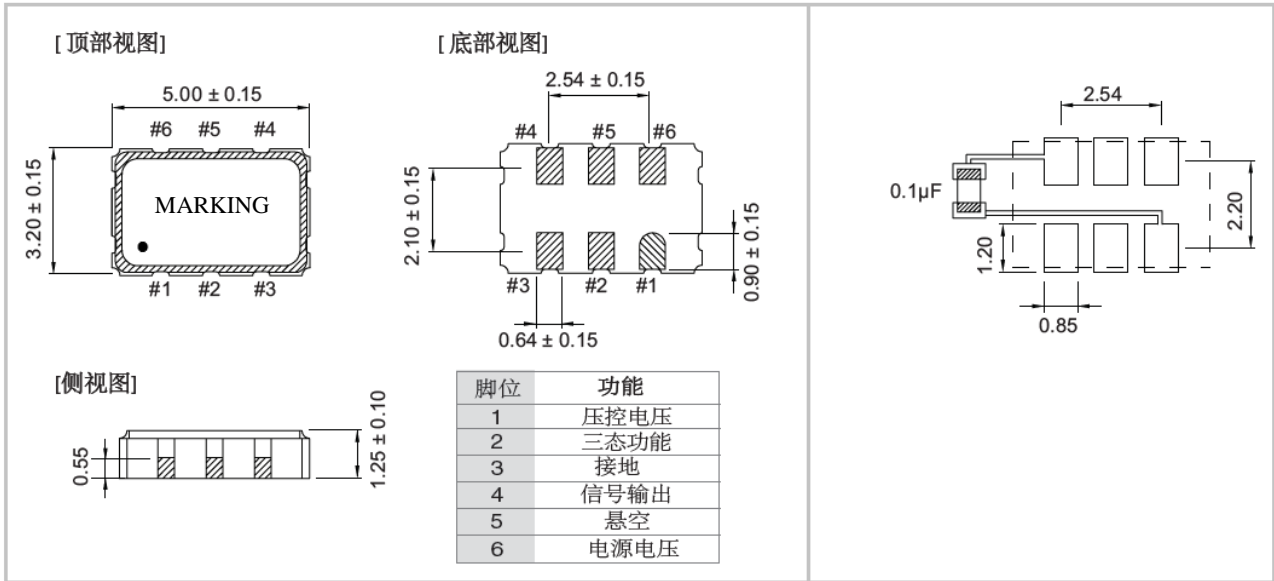 [ 顶部视图]
5.00 ± 0.15
#6 #5 #4
3.20 ± 0.15
MARKING
#1 #2 #3
[ 底部视图]
2.54 ± 0.15
#4 #5 #6
2.10 ± 0.15
0.90 ± 0.15
#3 #2 #1
0.64 ± 0.15
[侧视图]
0.55
1.25 ± 0.10
脚位 功能
1 压控电压
2 三态功能
3 接地
4 信号输出
5 悬空
6 电源电压
2.54
0.1µF
2.20
1.20
0.85